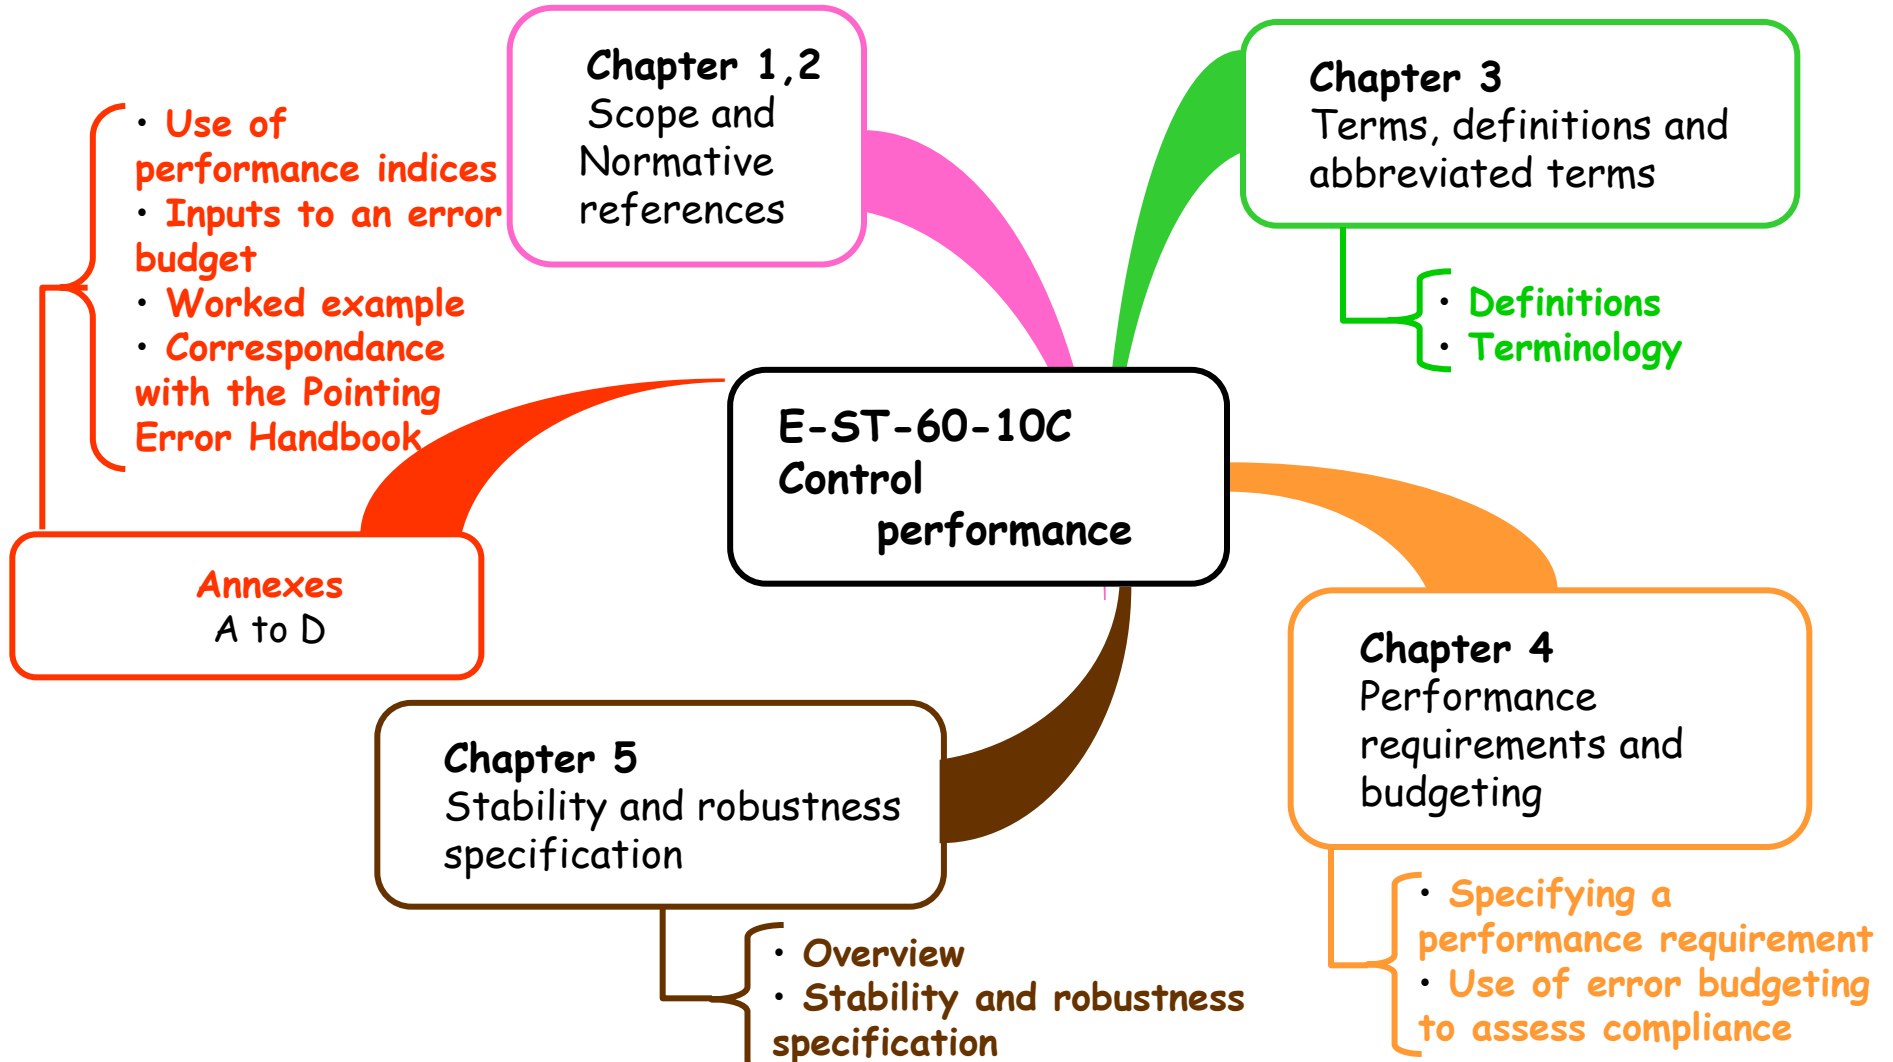 Chapter 1,2
Scope and
Normative
references
Chapter 3
Terms, definitions and
abbreviated terms
• Definitions
• Terminology
• Use of
performance indices
• Inputs to an error
budget
• Worked example
• Correspondance
with the Pointing
Error Handbook
E-ST-60-10C
Control
performance
Annexes
A to D
Chapter 4
Performance
requirements and
budgeting
• Specifying a
performance requirement
• Use of error budgeting
to assess compliance
Chapter 5
Stability and robustness
specification
• Overview
• Stability and robustness
specification